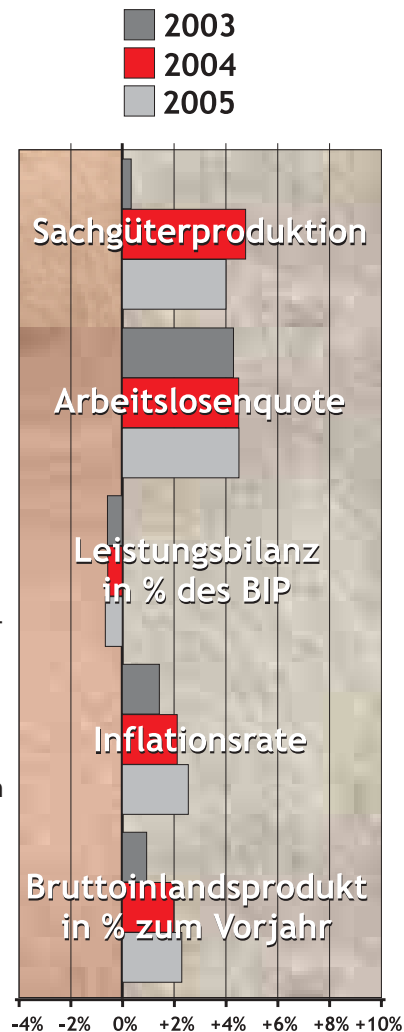 2003
2004
2005
Sachgüterproduktion
Arbeitslosenquote
Leistungsbilanz
in % des BIP
Inflationsrate
Bruttoinlandsprodukt
in % zum Vorjahr
-4% -2% 0% +2% +4% +6% +8% +10%